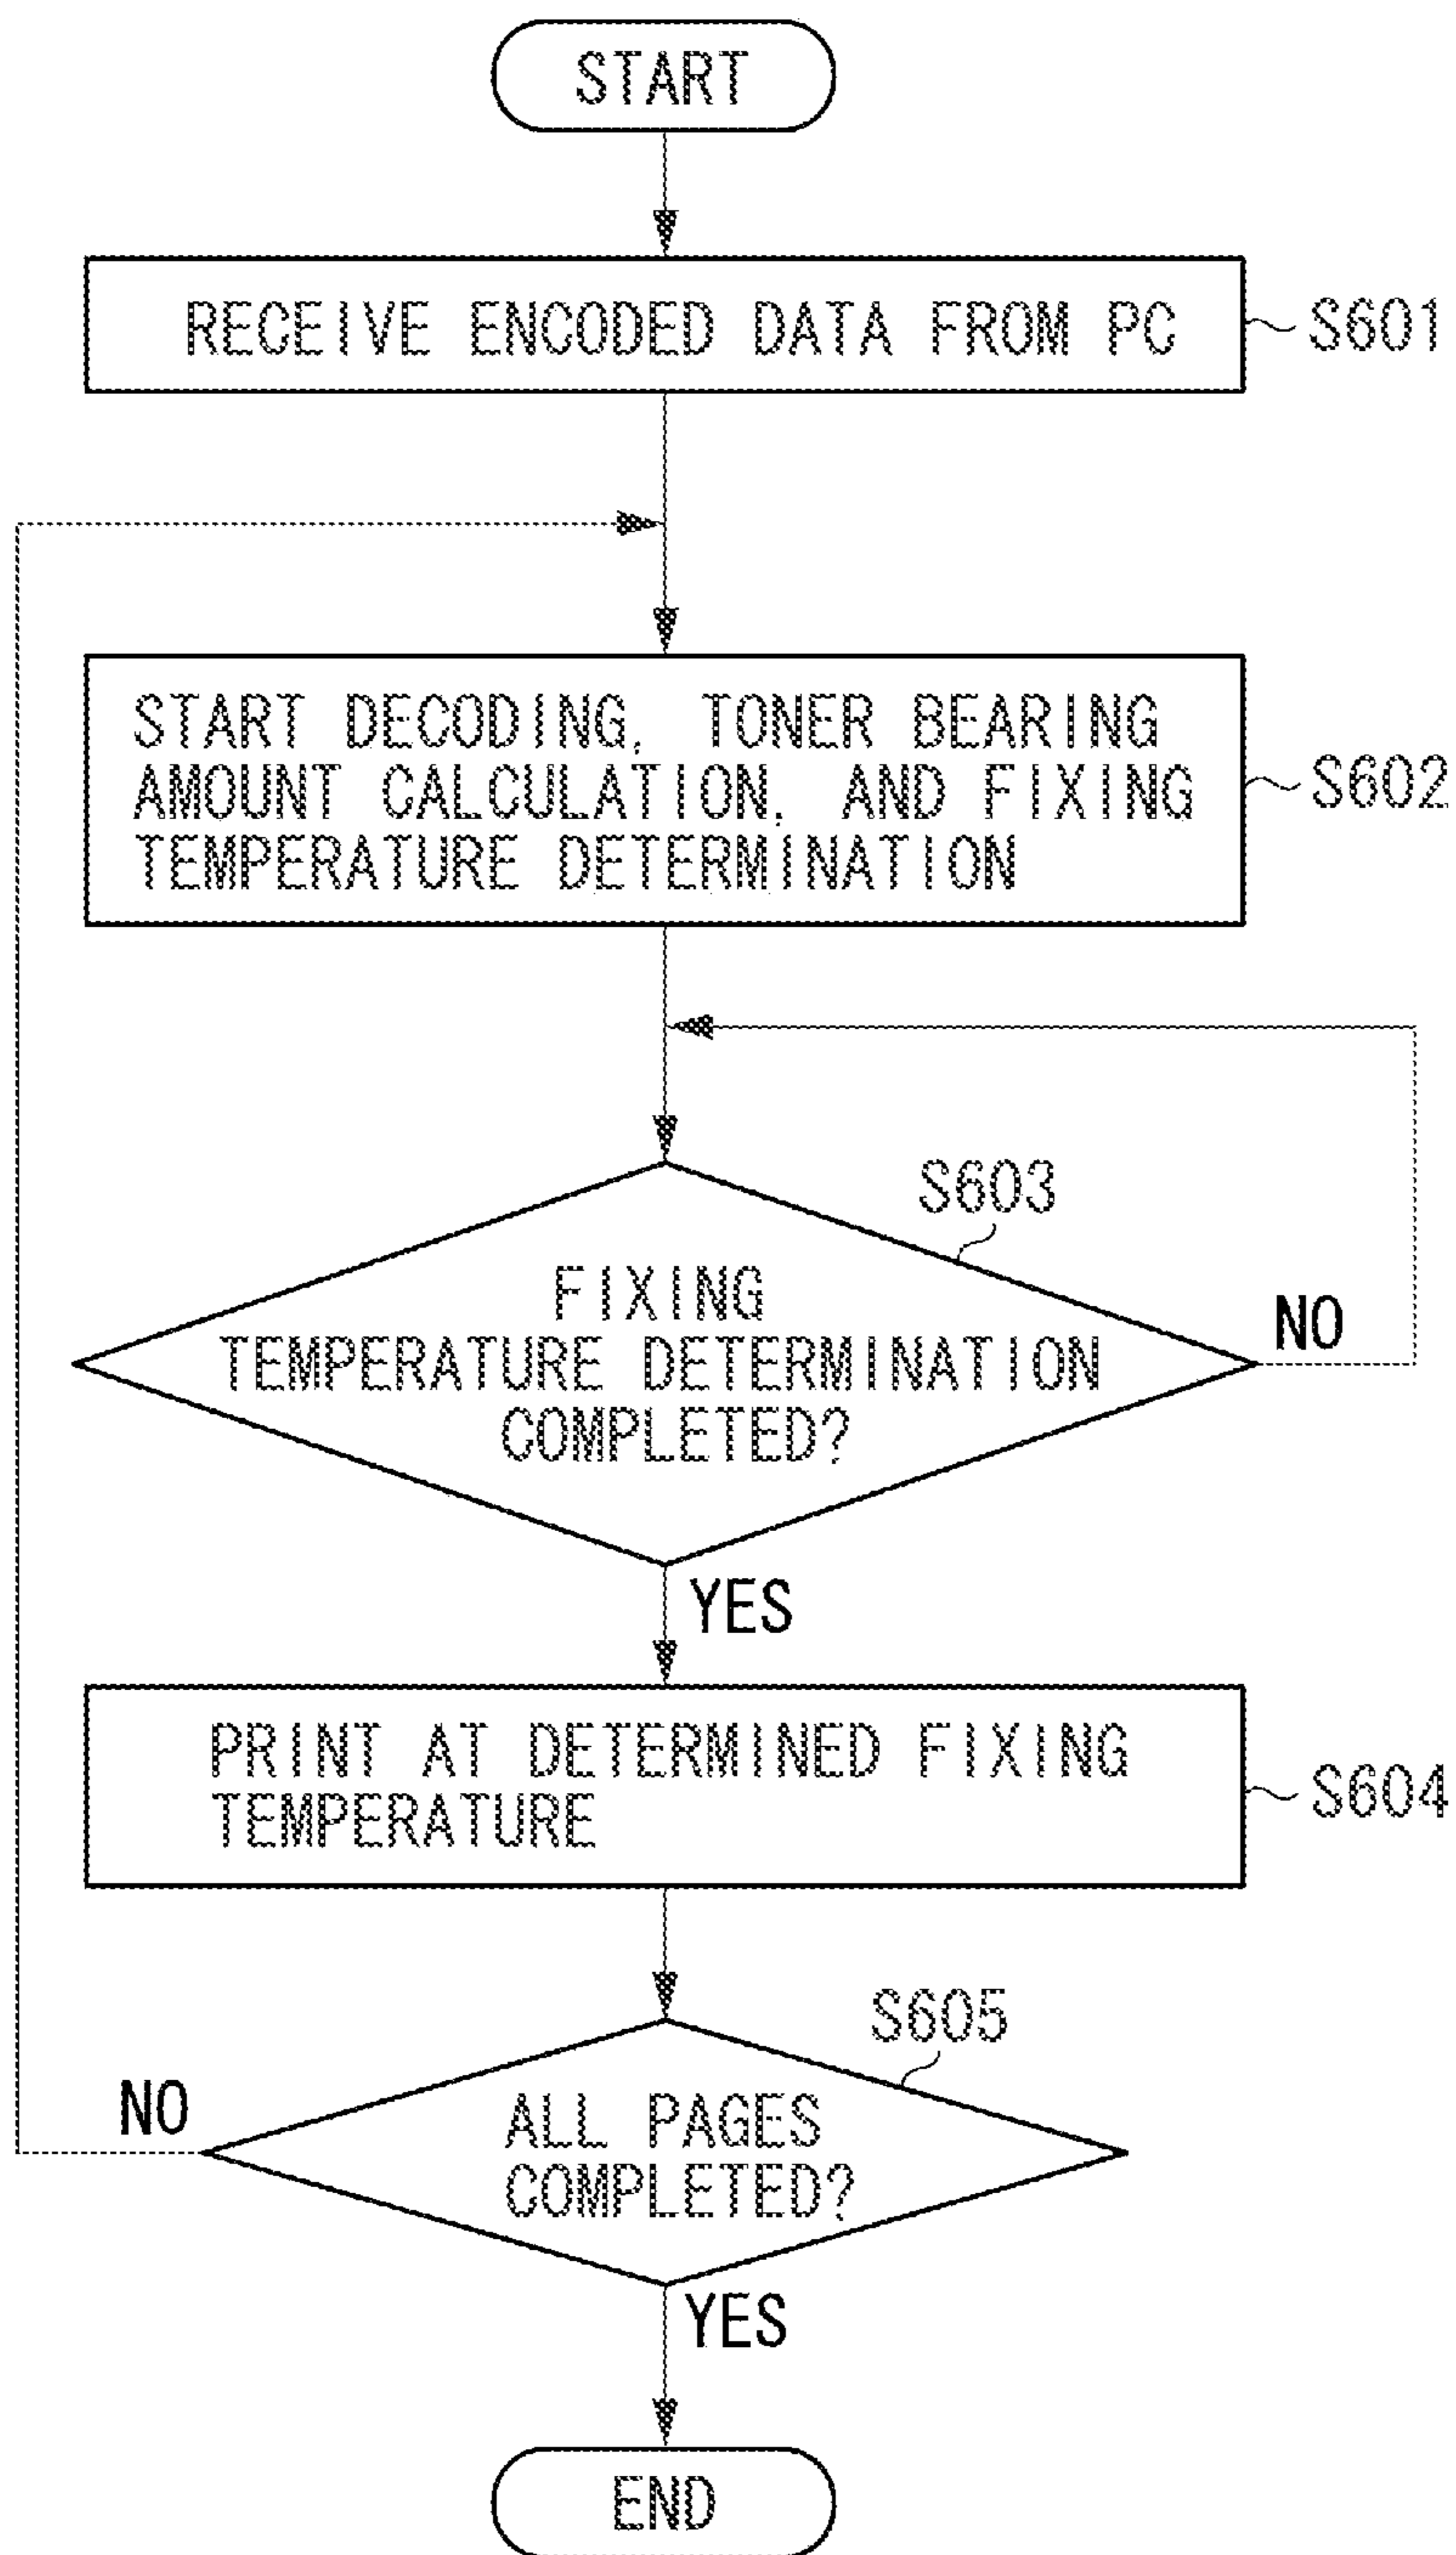 START
RECEIVE ENCODED DATA FROM PC
S601
START DECODING, TONER BEARING
AMOUNT CALCULATION, AND FIXING
TEMPERATURE DETERMINATION
S602
S603
FIXING
TEMPERATURE DETERMINATION
COMPLETED?
NO
YES
PRINT AT DETERMINED FIXING
TEMPERATURE
S604
S605
ALL PAGES
COMPLETED?
NO
YES
END